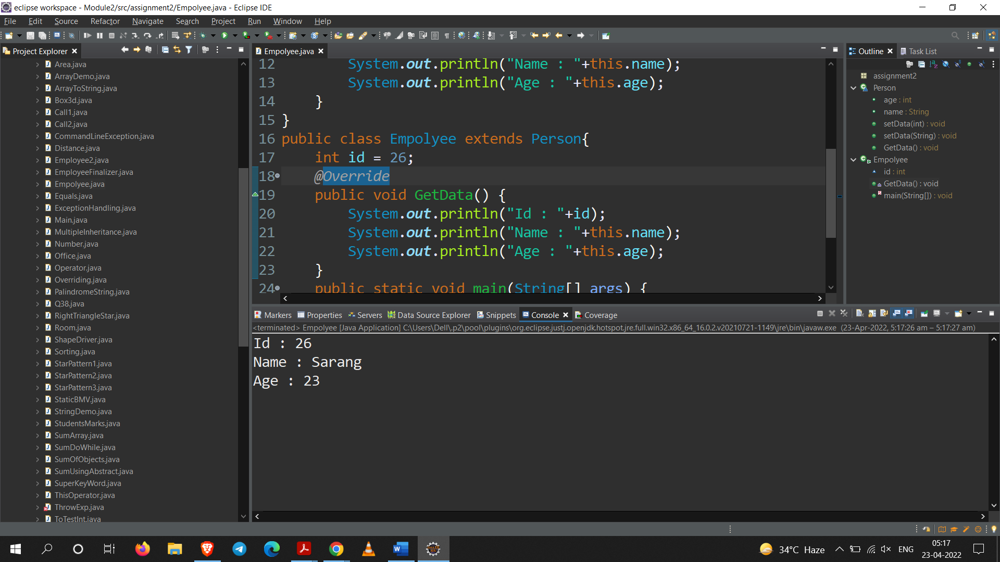 eclipse workspace - Module2/src/assignment2/Empolyee.java - Eclipse IDE
File Edit Source Refactor Navigate Search Project Run Window Help
Project Explorer
Area.java
ArrayDemo.java
ArrayToString.java
Box3d.java
Call1.java
Call2.java
CommandLineException.java
Distance.java
Employee2.java
EmployeeFinalizer.java
Empolyee.java
Equals.java
ExceptionHandling.java
Main.java
MultipleInheritance.java
Number.java
Office.java
Operator.java
Overriding.java
PalindromeString.java
Q38.java
RightTriangleStar.java
Room.java
ShapeDriver.java
Sorting.java
StarPattern1.java
StarPattern2.java
StarPattern3.java
StaticBMV.java
StringDemo.java
StudentsMarks.java
SumArray.java
SumDoWhile.java
SumOfObjects.java
SumUsingAbstract.java
SuperKeyWord.java
ThisOperator.java
ThrowExp.java
ToTestInt.java
Empolyee.java
12 System.out.println("Name : "+this.name);
13 System.out.println("Age : "+this.age);
14 }
15 }
16 public class Empolyee extends Person{
17 int id = 26;
18 @Override
19 public void GetData() {
20 System.out.println("Id : "+id);
21 System.out.println("Name : "+this.name);
22 System.out.println("Age : "+this.age);
23 }
24 public static void main(String[] args) {
Outline Task List
assignment2
Person
age : int
name : String
setData(int) : void
setData(String) : void
GetData() : void
Empolyee
id : int
GetData() : void
main(String[]) : void
Markers Properties Servers Data Source Explorer Snippets Console Coverage
<terminated> Empolyee [Java Application] C:\Users\Dell\.p2\pool\plugins\org.eclipse.justj.openjdk.hotspot.jre.full.win32.x86_64_16.0.2.v20210721-1149\jre\bin\javaw.exe (23-Apr-2022, 5:17:26 am – 5:17:27 am)
Id : 26
Name : Sarang
Age : 23
34°C Haze ENG 05:17
23-04-2022